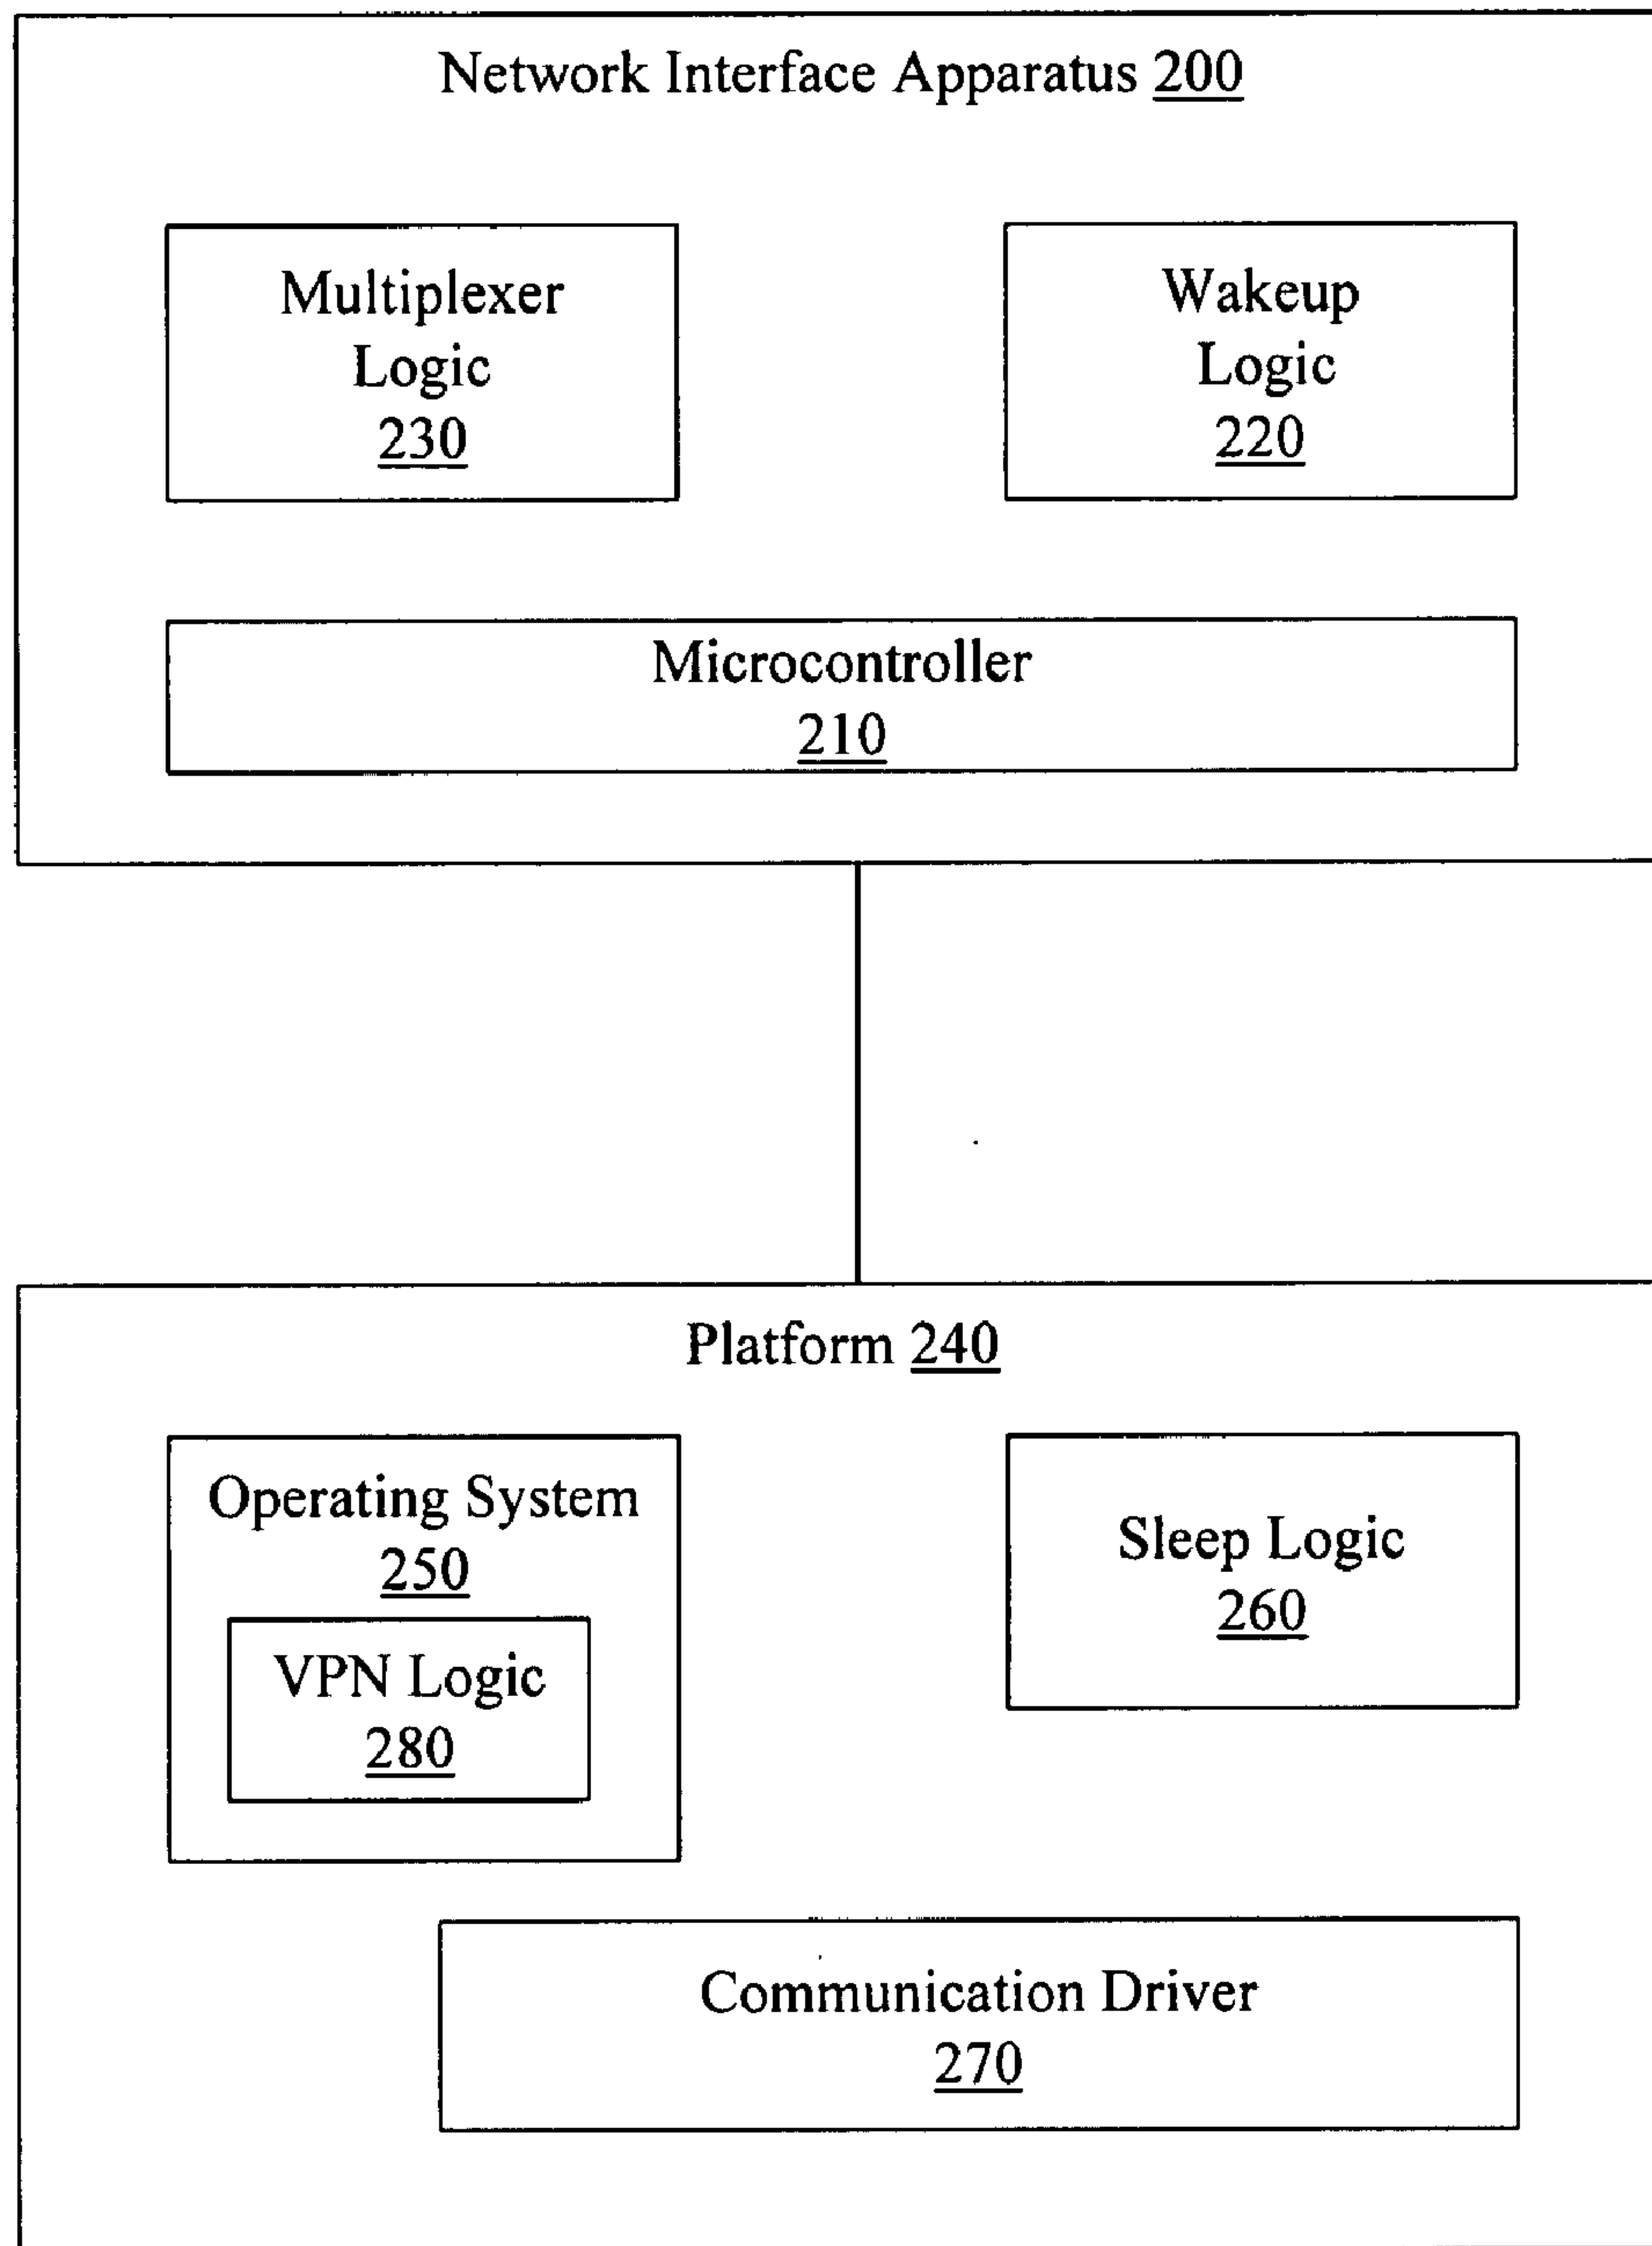 Network Interface Apparatus 200
Multiplexer
Logic
230
Wakeup
Logic
220
Microcontroller
210
Platform 240
Operating System
250
VPN Logic
280
Sleep Logic
260
Communication Driver
270